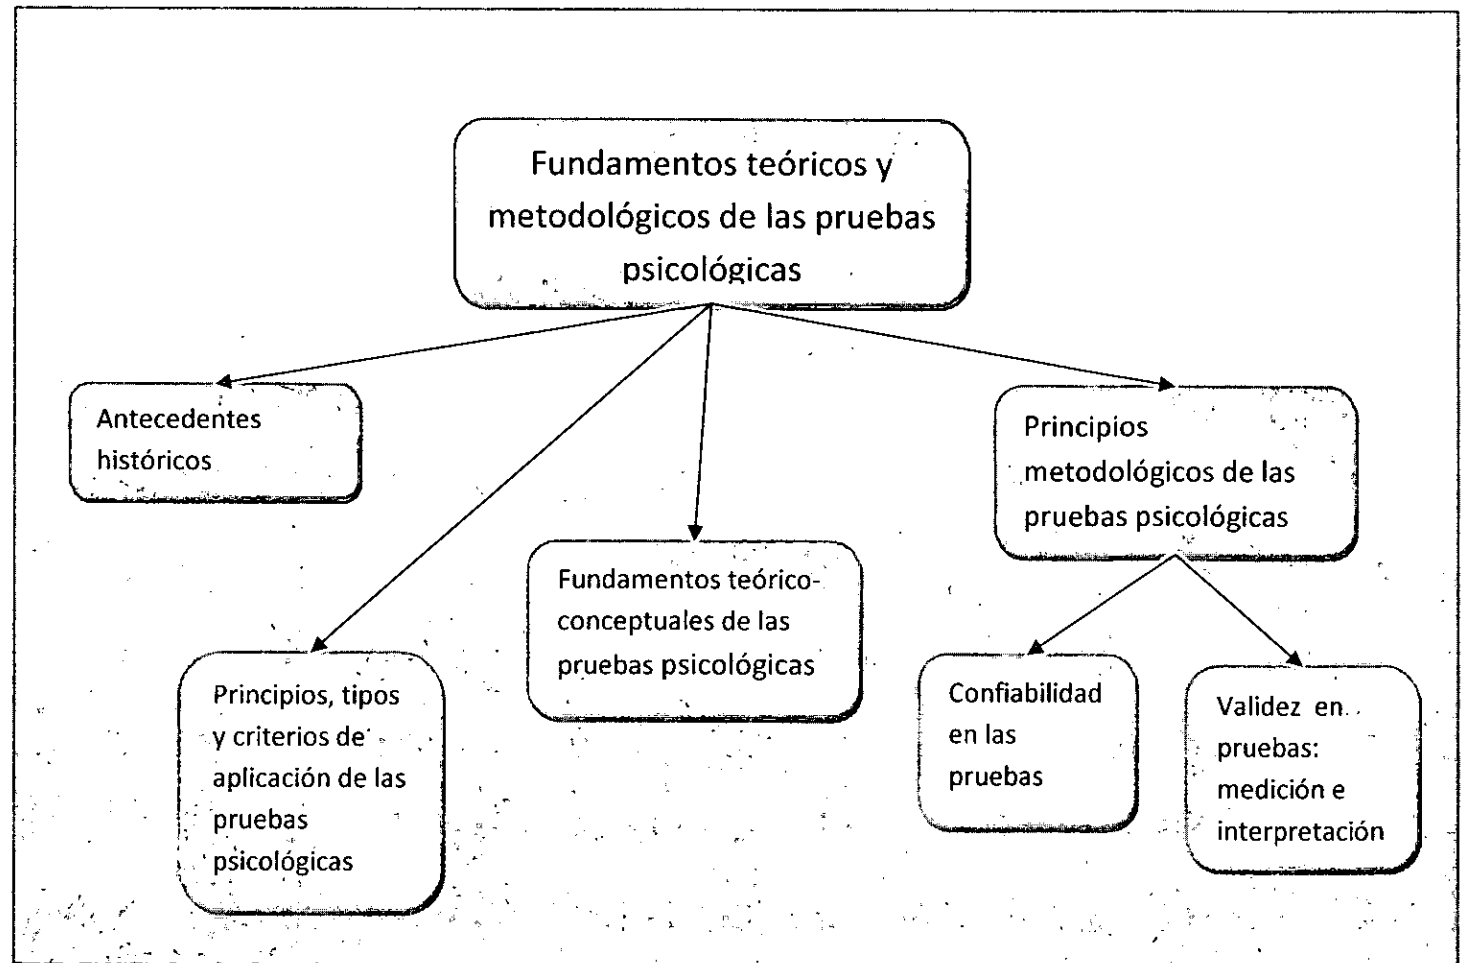 Fundamentos teóricos y
metodológicos de las pruebas
psicológicas
Antecedentes
históricos
Principios
metodológicos de las
pruebas psicológicas
Fundamentos teórico-
conceptuales de las
pruebas psicológicas
Principios, tipos
y criterios de
aplicación de las
pruebas
psicológicas
Confiabilidad
en las
pruebas
Validez en
pruebas:
medición e
interpretación